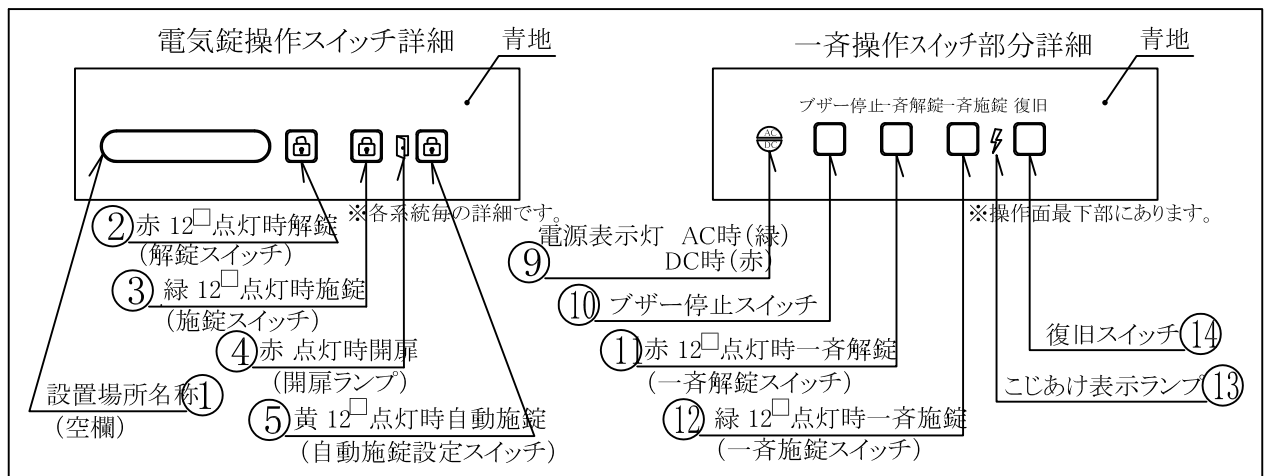 電気錠操作スイッチ詳細
青地
※各系統毎の詳細です。
②赤 12□点灯時解錠
(解錠スイッチ)
③緑 12□点灯時施錠
(施錠スイッチ)
④赤 点灯時開扉
(開扉ランプ)
設置場所名称①
(空欄)
⑤黄 12□点灯時自動施錠
(自動施錠設定スイッチ)
一斉操作スイッチ部分詳細
青地
ブザー停止 一斉解錠 一斉施錠 復旧
AC
DC
※操作面最下部にあります。
⑨電源表示灯 AC時(緑)
DC時(赤)
⑩ブザー停止スイッチ
⑪赤 12□点灯時一斉解錠
(一斉解錠スイッチ)
⑫緑 12□点灯時一斉施錠
(一斉施錠スイッチ)
復旧スイッチ⑭
こじあけ表示ランプ⑬